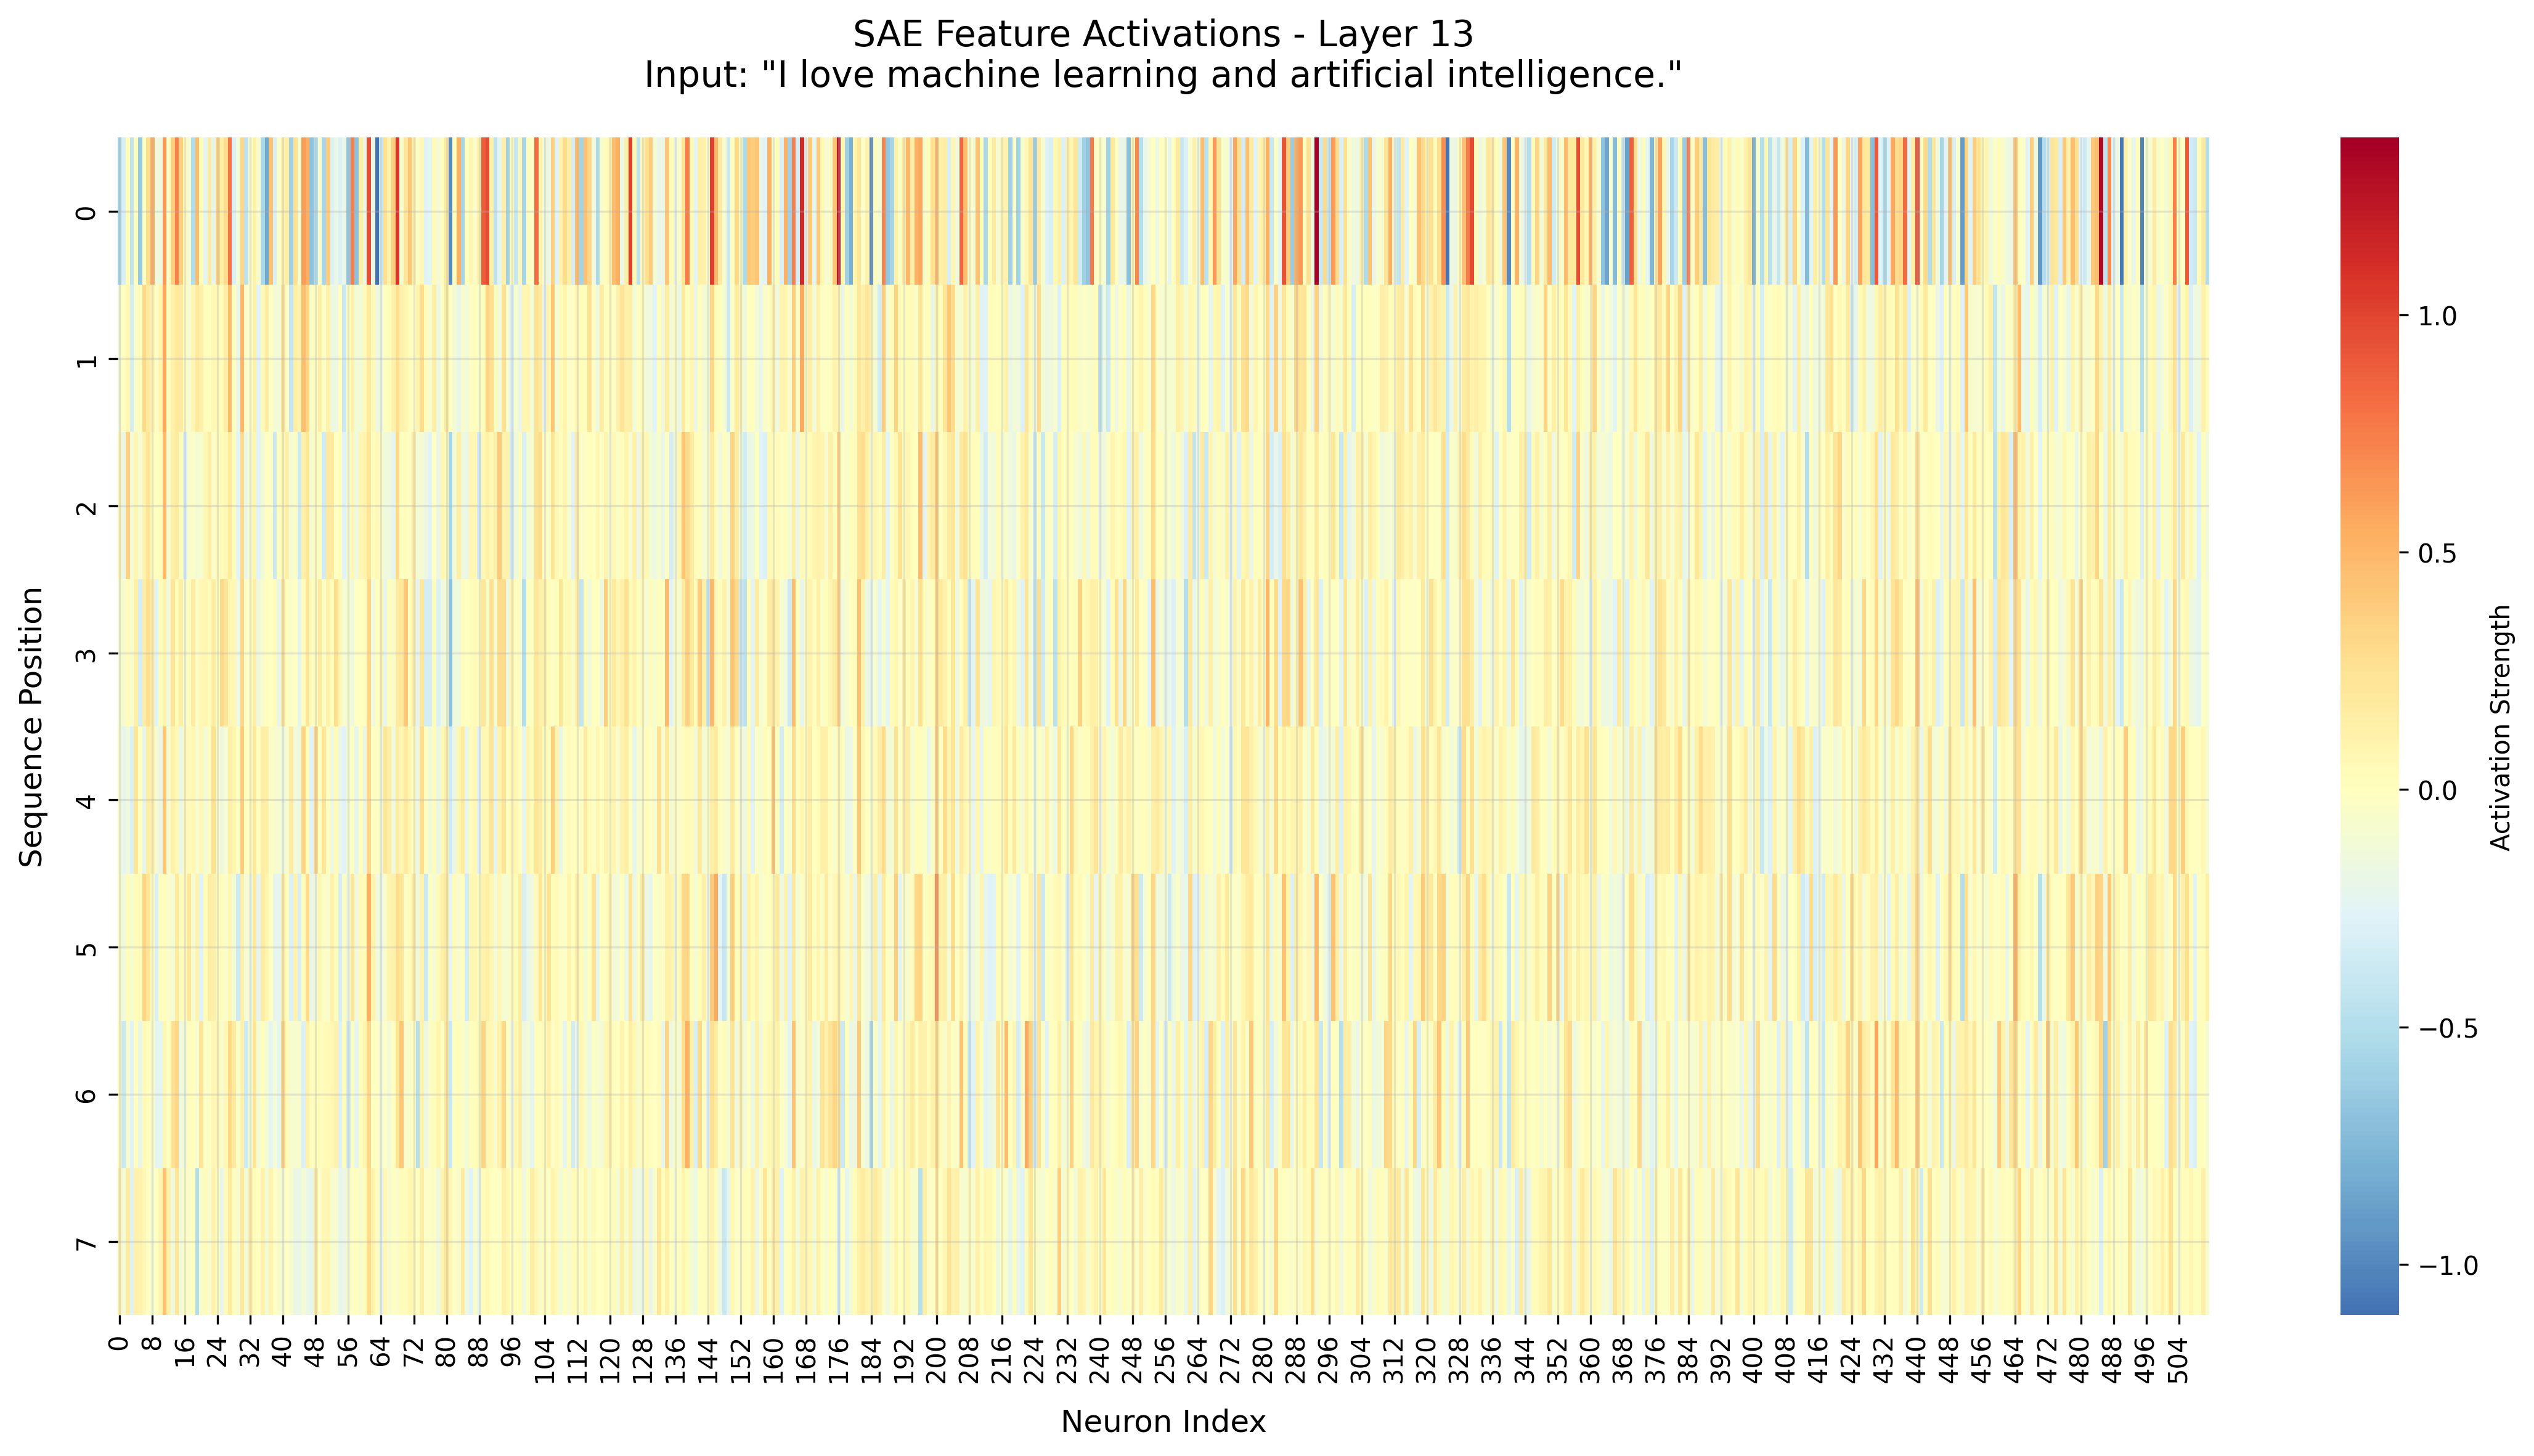 SAE Feature Activations - Layer 13
Input: "I love machine learning and artificial intelligence."
Sequence Position
0
1
2
3
4
5
6
7
0 8 16 24 32 40 48 56 64 72 80 88 96 104 112 120 128 136 144 152 160 168 176 184 192 200 208 216 224 232 240 248 256 264 272 280 288 296 304 312 320 328 336 344 352 360 368 376 384 392 400 408 416 424 432 440 448 456 464 472 480 488 496 504
Neuron Index
1.0
0.5
0.0
−0.5
−1.0
Activation Strength